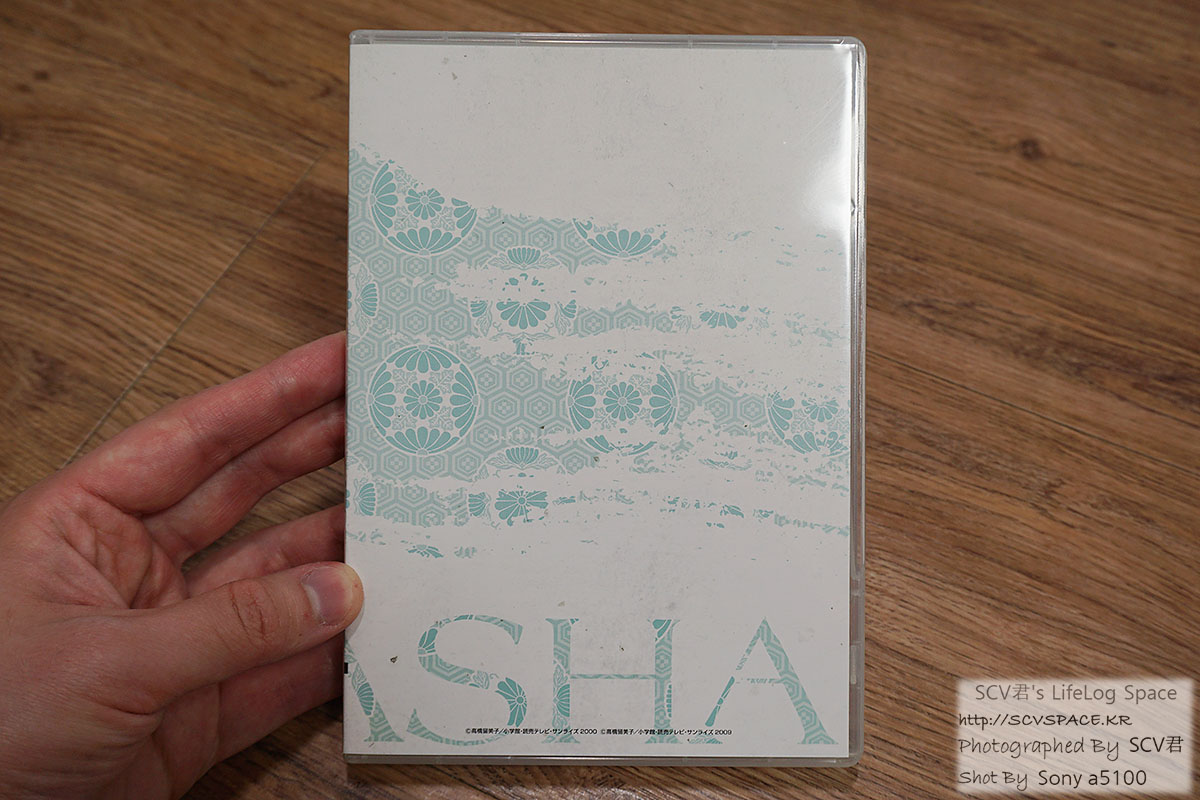 ASHA
©高橋留美子/小学館・読売テレビ・サンライズ 2000 ©高橋留美子/小学館・読売テレビ・サンライズ 2009
SCV君's LifeLog Space
http://SCVSPACE.KR
Photographed By SCV君
Shot By Sony a5100